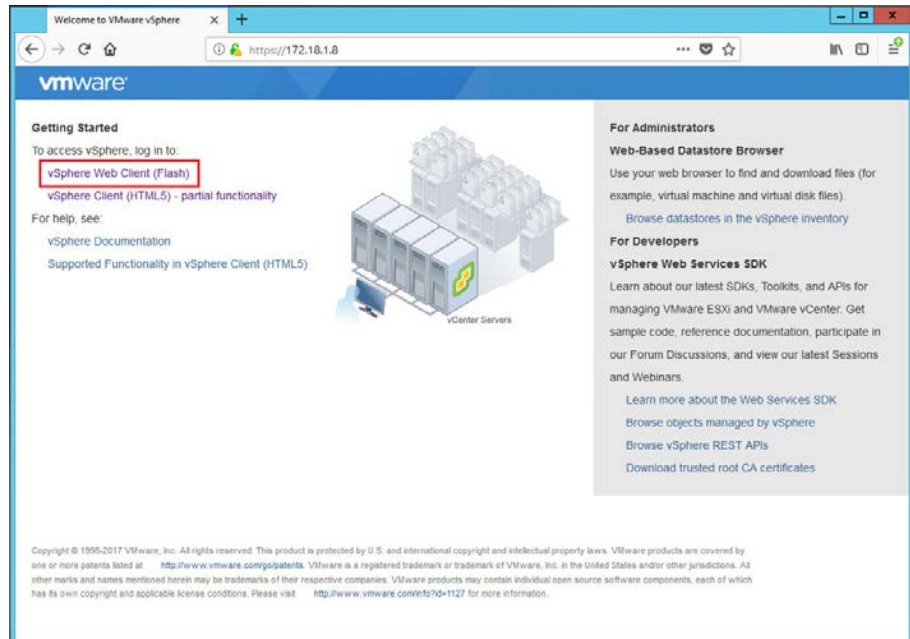 Welcome to VMware vSphere
https://172.18.1.8
vmware
Getting Started
To access vSphere, log in to:
vSphere Web Client (Flash)
vSphere Client (HTML5) - partial functionality
For help, see:
vSphere Documentation
Supported Functionality in vSphere Client (HTML5)
vCenter Servers
For Administrators
Web-Based Datastore Browser
Use your web browser to find and download files (for
example, virtual machine and virtual disk files).
Browse datastores in the vSphere inventory
For Developers
vSphere Web Services SDK
Learn about our latest SDKs, Toolkits, and APIs for
managing VMware ESXi and VMware vCenter. Get
sample code, reference documentation, participate in
our Forum Discussions, and view our latest Sessions
and Webinars.
Learn more about the Web Services SDK
Browse objects managed by vSphere
Browse vSphere REST APIs
Download trusted root CA certificates
Copyright © 1998-2017 VMware, Inc. All rights reserved. This product is protected by U.S. and international copyright and intellectual property laws. VMware products are covered by
one or more patents listed at http://www.vmware.com/go/patents. VMware is a registered trademark or trademark of VMware, Inc. in the United States and/or other jurisdictions. All
other marks and names mentioned herein may be trademarks of their respective companies. VMware products may contain individual open source software components, each of which
has its own copyright and applicable license conditions. Please visit http://www.vmware.com/info?id=1127 for more information.